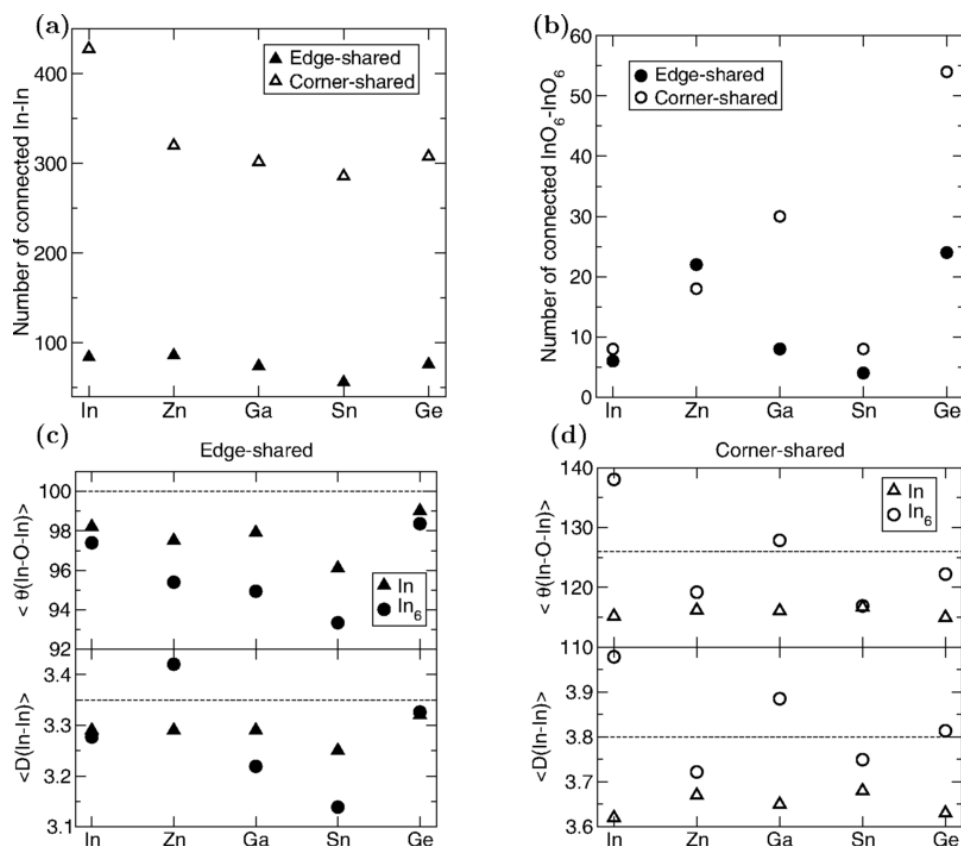 (a)
Number of connected In-In
400
300
200
100
Edge-shared
Corner-shared
In Zn Ga Sn Ge
(b)
Number of connected InO6-InO6
60
50
40
30
20
10
0
Edge-shared
Corner-shared
In Zn Ga Sn Ge
(c)
Edge-shared
< θ(In-O-In)>
100
98
96
94
92
In
In6
<D(In-In)>
3.4
3.3
3.2
3.1
In Zn Ga Sn Ge
(d)
Corner-shared
< θ(In-O-In)>
140
130
120
110
In
In6
<D(In-In)>
3.9
3.8
3.7
3.6
In Zn Ga Sn Ge